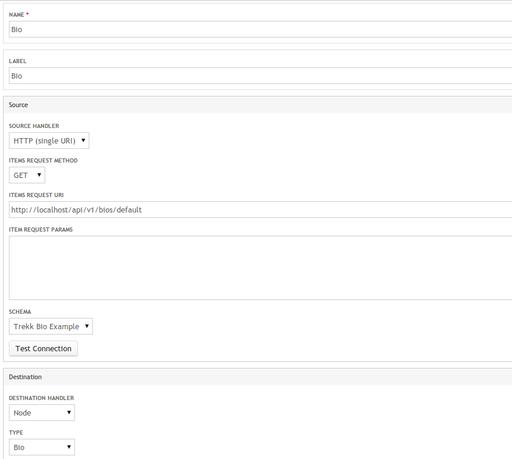 NAME *
Bio
LABEL
Bio
Source
SOURCE HANDLER
HTTP (single URI)
ITEMS REQUEST METHOD
GET
ITEMS REQUEST URI
http://localhost/api/v1/bios/default
ITEM REQUEST PARAMS
SCHEMA
Trekk Bio Example
Test Connection
Destination
DESTINATION HANDLER
Node
TYPE
Bio